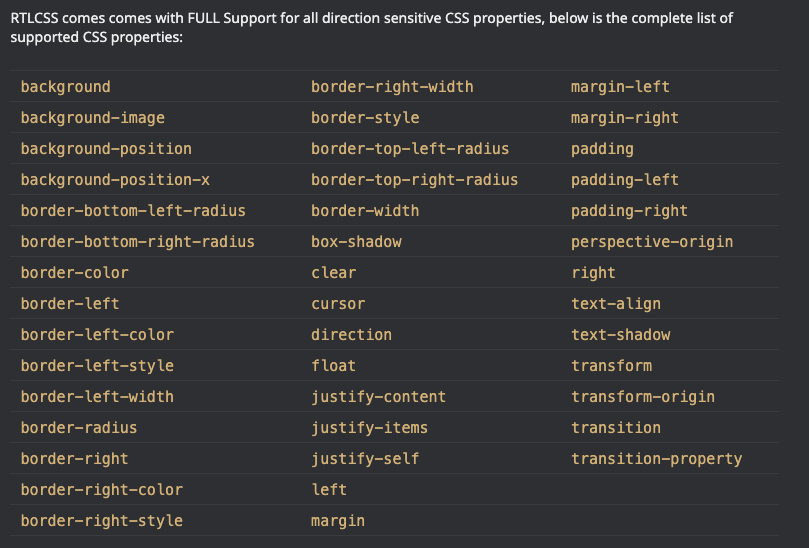 RTLCSS comes comes with FULL Support for all direction sensitive CSS properties, below is the complete list of
supported CSS properties:
background border-right-width margin-left
background-image border-style margin-right
background-position border-top-left-radius padding
background-position-x border-top-right-radius padding-left
border-bottom-left-radius border-width padding-right
border-bottom-right-radius box-shadow perspective-origin
border-color clear right
border-left cursor text-align
border-left-color direction text-shadow
border-left-style float transform
border-left-width justify-content transform-origin
border-radius justify-items transition
border-right justify-self transition-property
border-right-color left
border-right-style margin